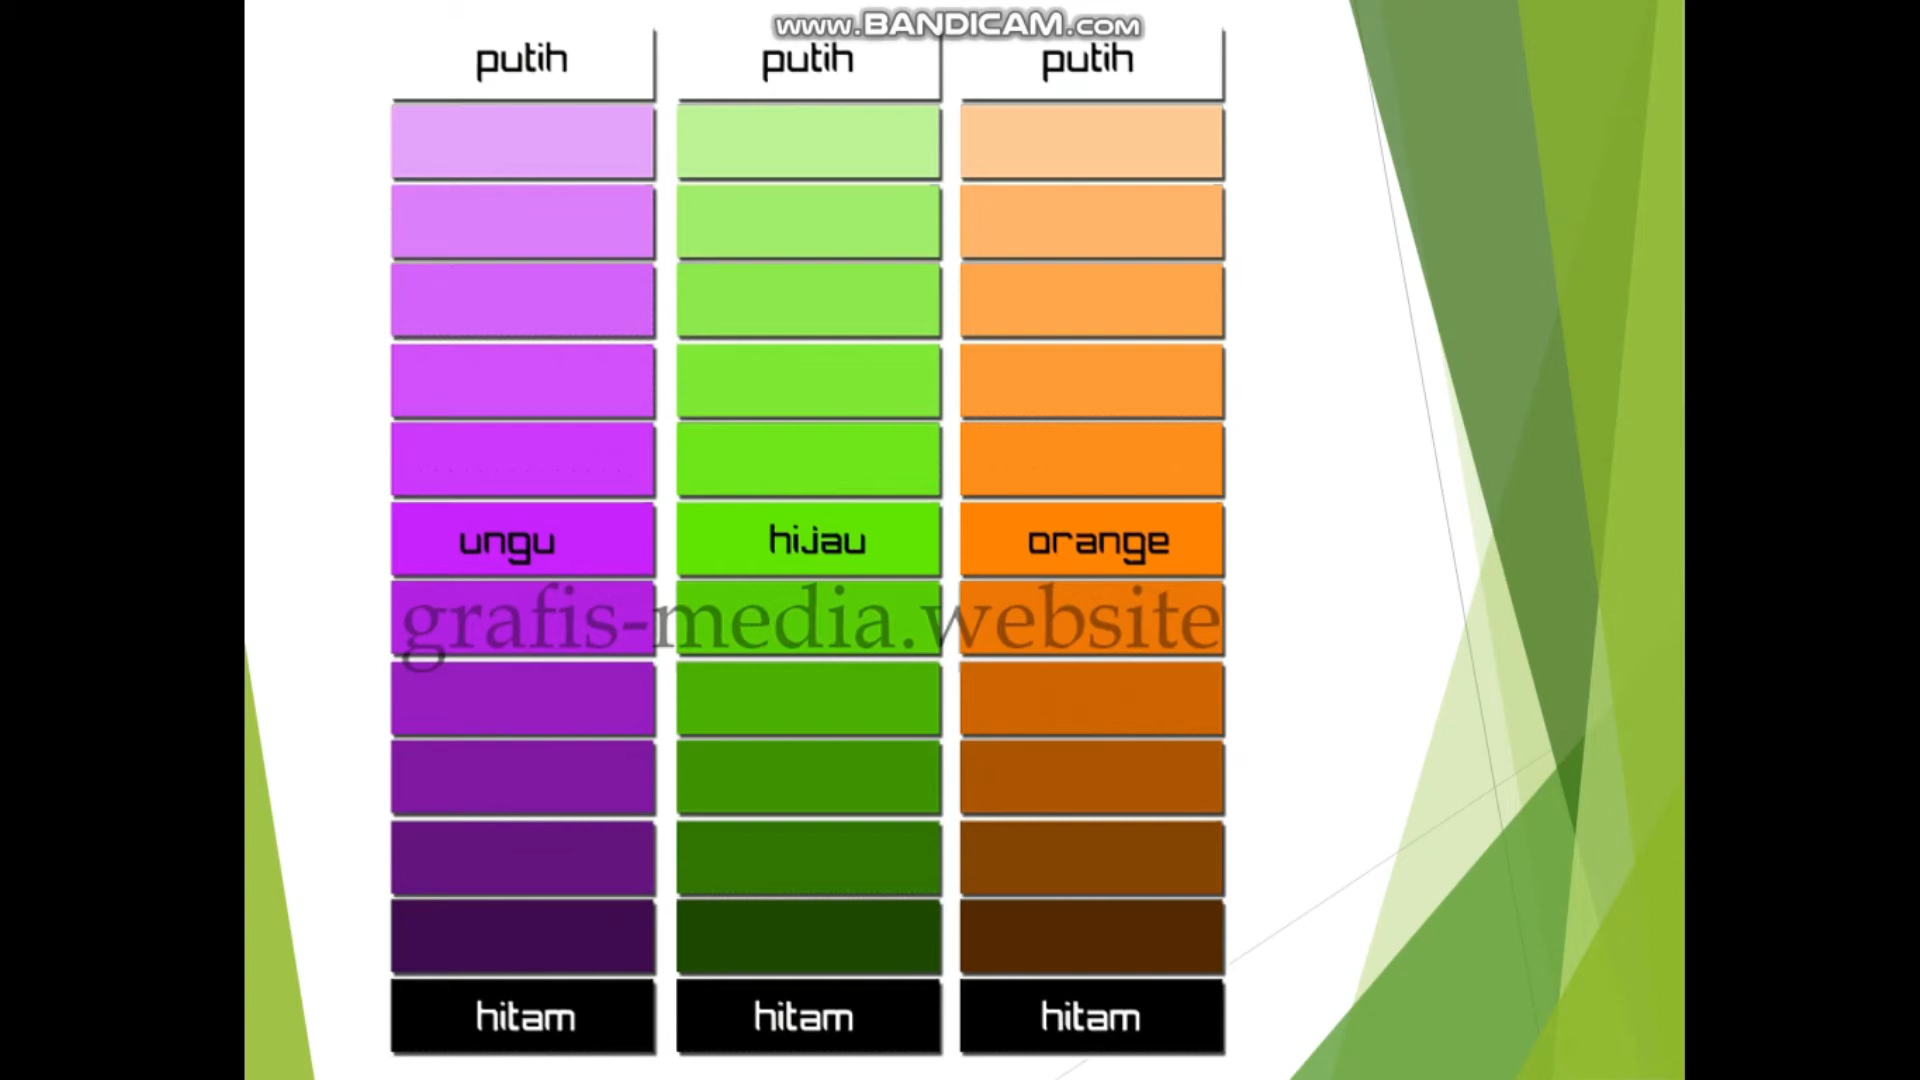 www.BANDICAM.com
putih putih putih
ungu hijau orange
grafis-media.website
hitam hitam hitam